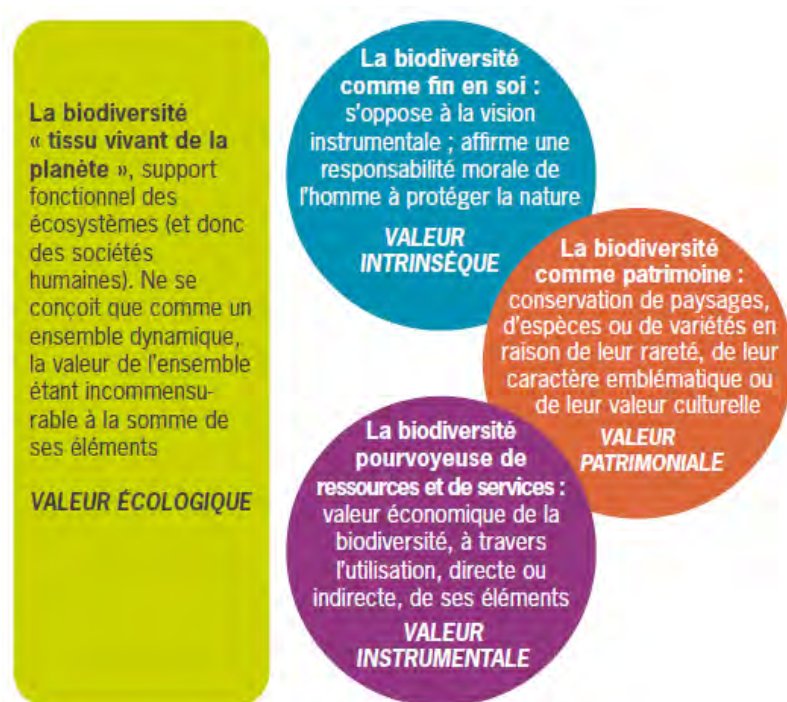 La biodiversité
« tissu vivant de la
planète », support
fonctionnel des
écosystèmes (et donc
des sociétés
humaines). Ne se
conçoit que comme un
ensemble dynamique,
la valeur de l'ensemble
étant incommensu-
rable à la somme de
ses éléments
VALEUR ÉCOLOGIQUE
La biodiversité
comme fin en soi :
s'oppose à la vision
instrumentale ; affirme une
responsabilité morale de
l'homme à protéger la nature
VALEUR
INTRINSÈQUE
La biodiversité
comme patrimoine :
conservation de paysages,
d'espèces ou de variétés en
raison de leur rareté, de leur
caractère emblématique ou
de leur valeur culturelle
VALEUR
PATRIMONIALE
La biodiversité
pourvoyeuse de
ressources et de services :
valeur économique de la
biodiversité, à travers
l'utilisation, directe ou
indirecte, de ses éléments
VALEUR
INSTRUMENTALE